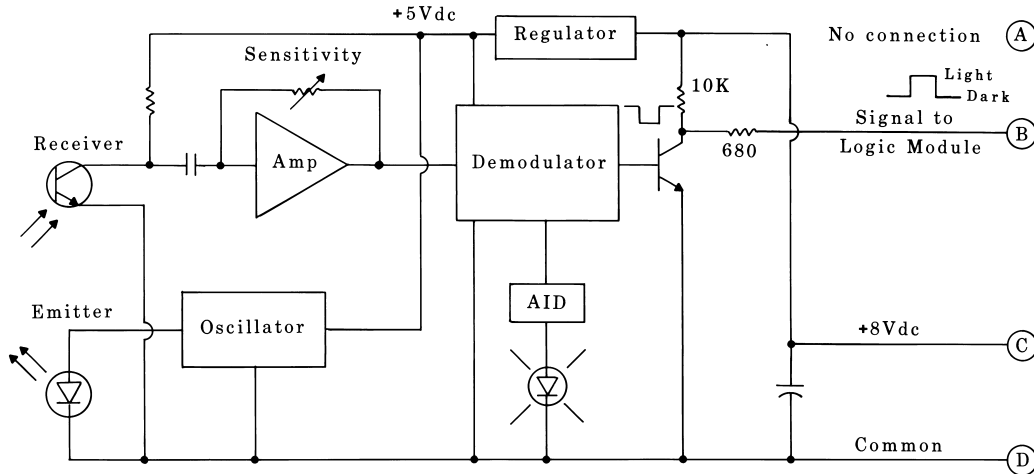 +5Vdc
Regulator
No connection
A
Sensitivity
10K
Light
Dark
Receiver
Amp
Demodulator
680
Signal to
Logic Module
B
Emitter
Oscillator
AID
+8Vdc
C
Common
D